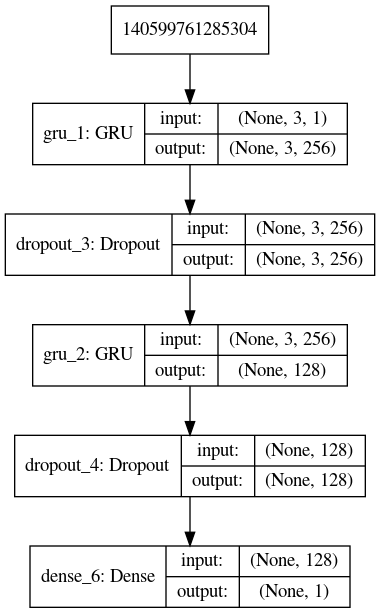 140599761285304
gru_1: GRU
input:
(None, 3, 1)
output:
(None, 3, 256)
dropout_3: Dropout
input:
(None, 3, 256)
output:
(None, 3, 256)
gru_2: GRU
input:
(None, 3, 256)
output:
(None, 128)
dropout_4: Dropout
input:
(None, 128)
output:
(None, 128)
dense_6: Dense
input:
(None, 128)
output:
(None, 1)